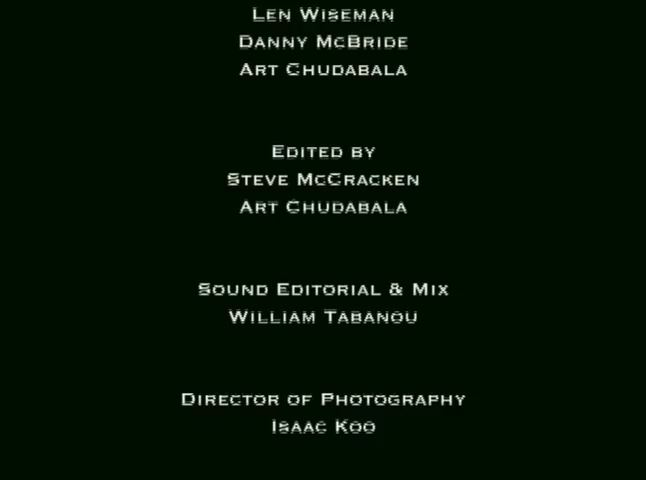 Len Wiseman
Danny McBride
Art Chudabala
Edited by
Steve McCracken
Art Chudabala
Sound Editorial & Mix
William Tabanou
Director of Photography
Isaac Koo